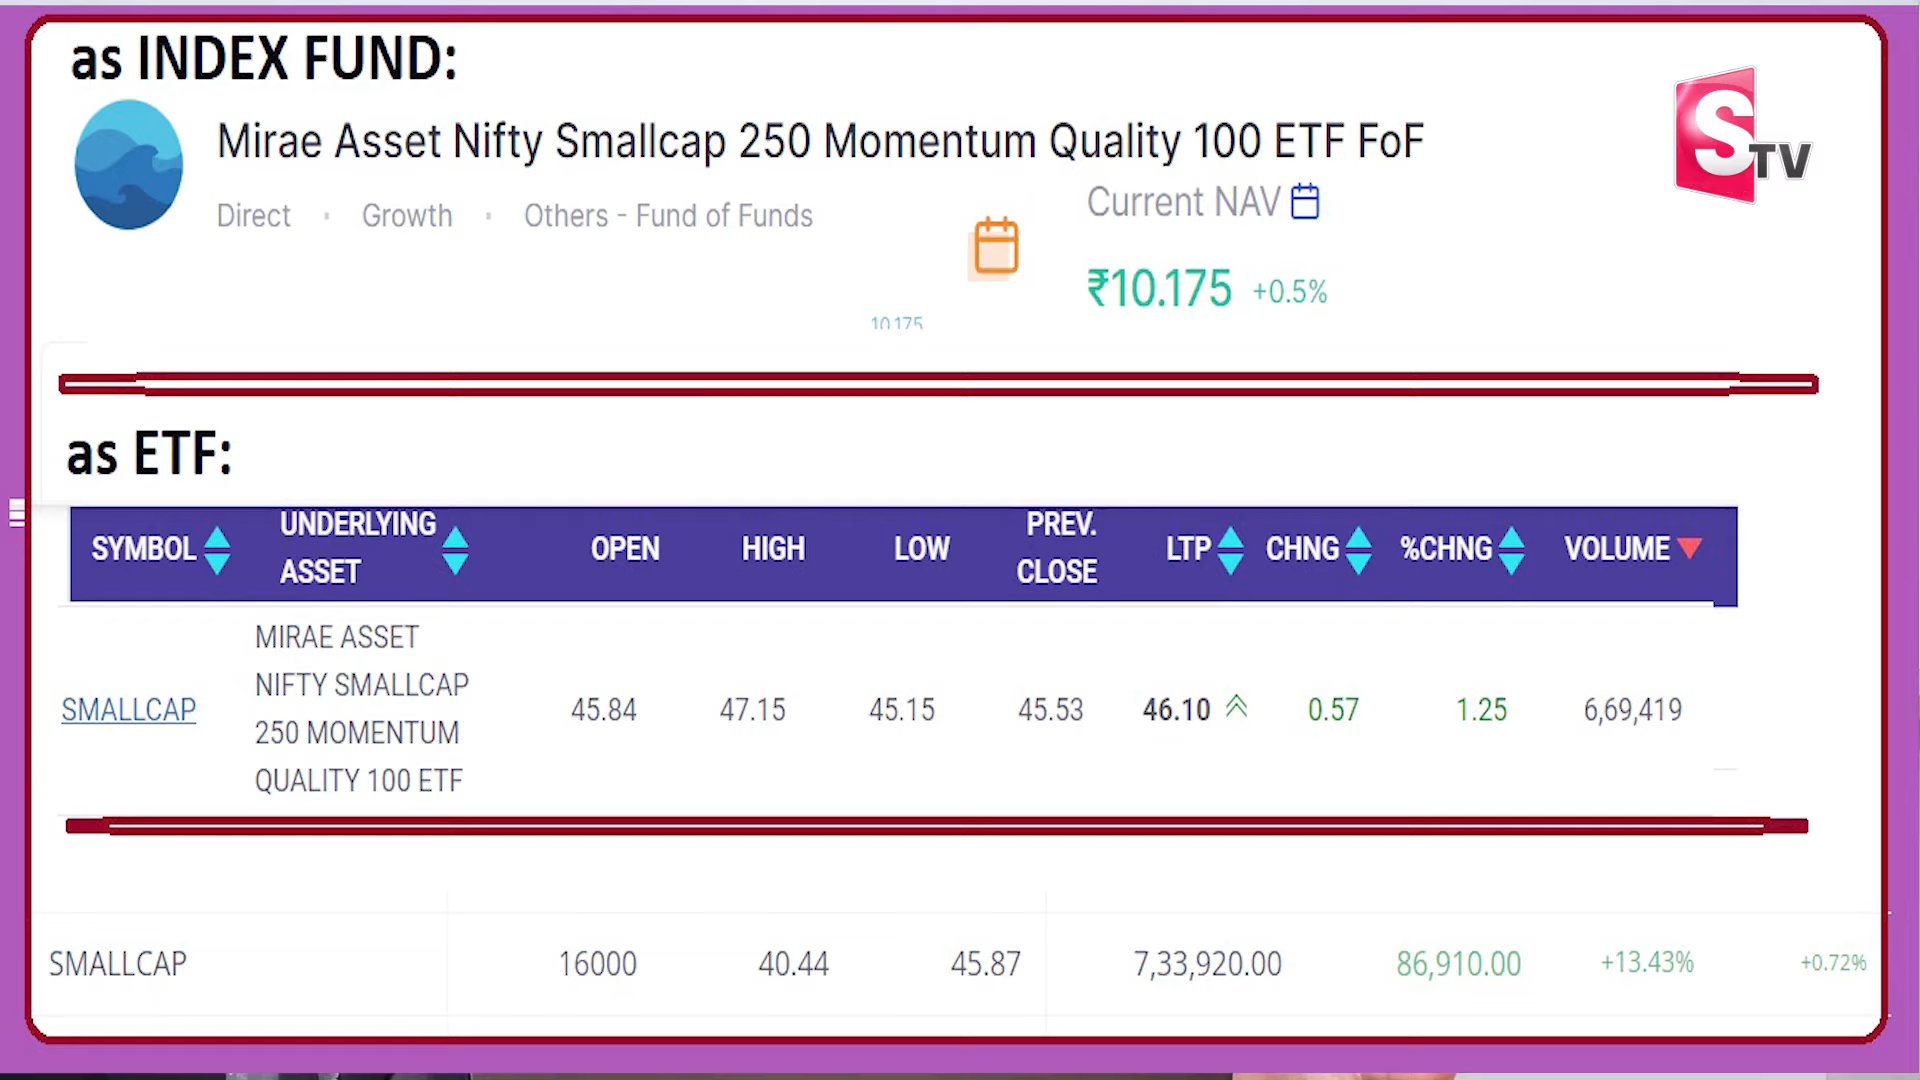 as INDEX FUND:
Mirae Asset Nifty Smallcap 250 Momentum Quality 100 ETF FoF
STV
Direct · Growth · Others - Fund of Funds
Current NAV
₹10.175 +0.5%
10.175
as ETF:
SYMBOL UNDERLYING ASSET OPEN HIGH LOW PREV. CLOSE LTP CHNG %CHNG VOLUME
SMALLCAP
MIRAE ASSET
NIFTY SMALLCAP
250 MOMENTUM
QUALITY 100 ETF
45.84 47.15 45.15 45.53 46.10 0.57 1.25 6,69,419
SMALLCAP 16000 40.44 45.87 7,33,920.00 86,910.00 +13.43% +0.72%